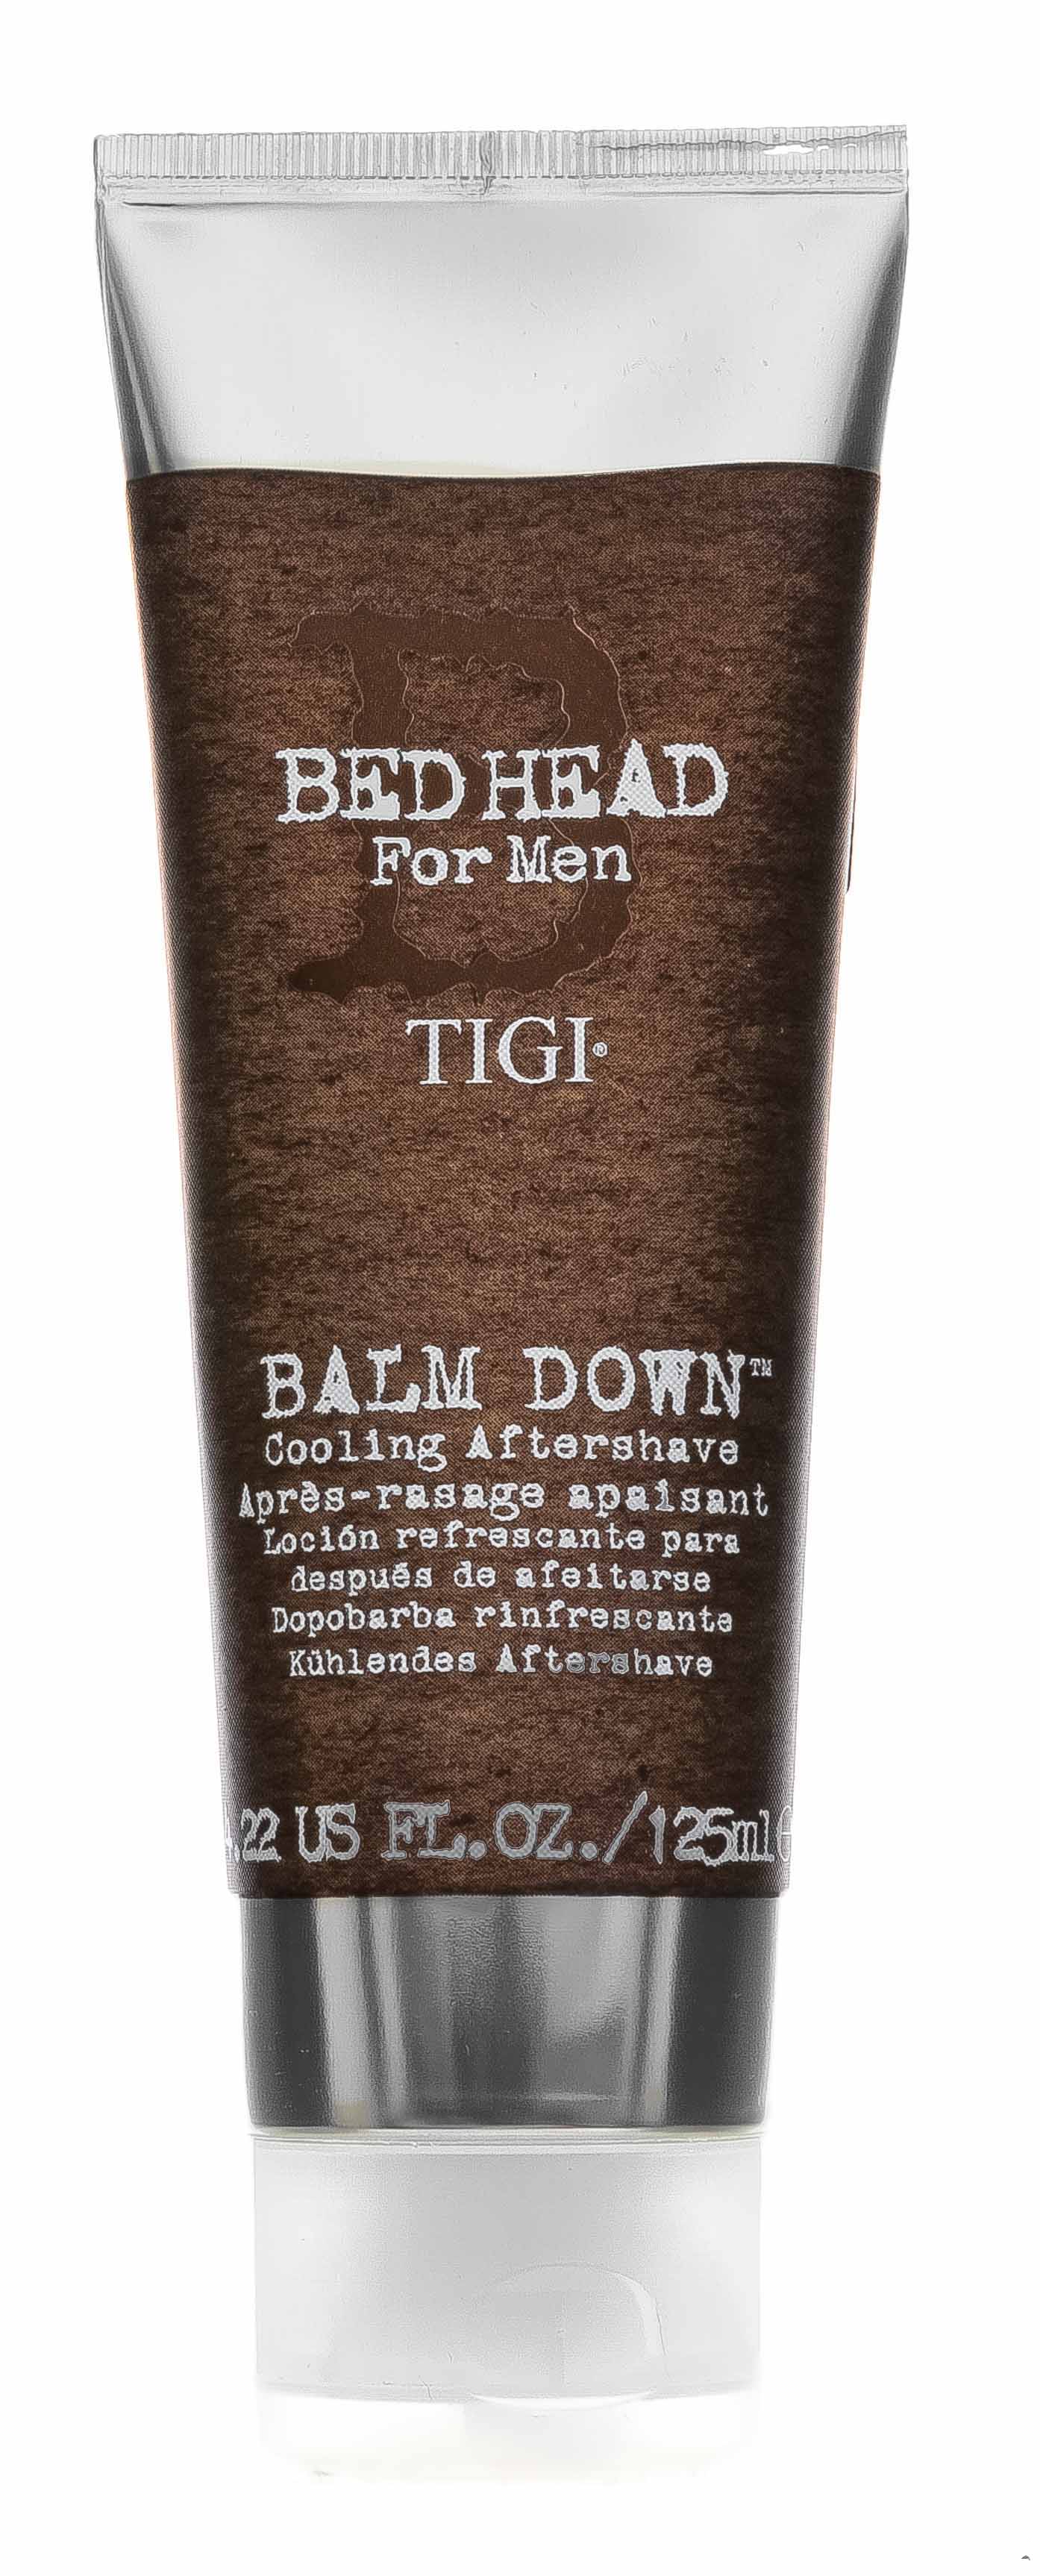 B
BED HEAD
For Men
TIGI®
BALM DOWN™
Cooling Aftershave
Après-rasage apaisant
Loción refrescante para
después de afeitarse
Dopobarba rinfrescante
Kühlendes Aftershave
.22 US FL.OZ./125ml e